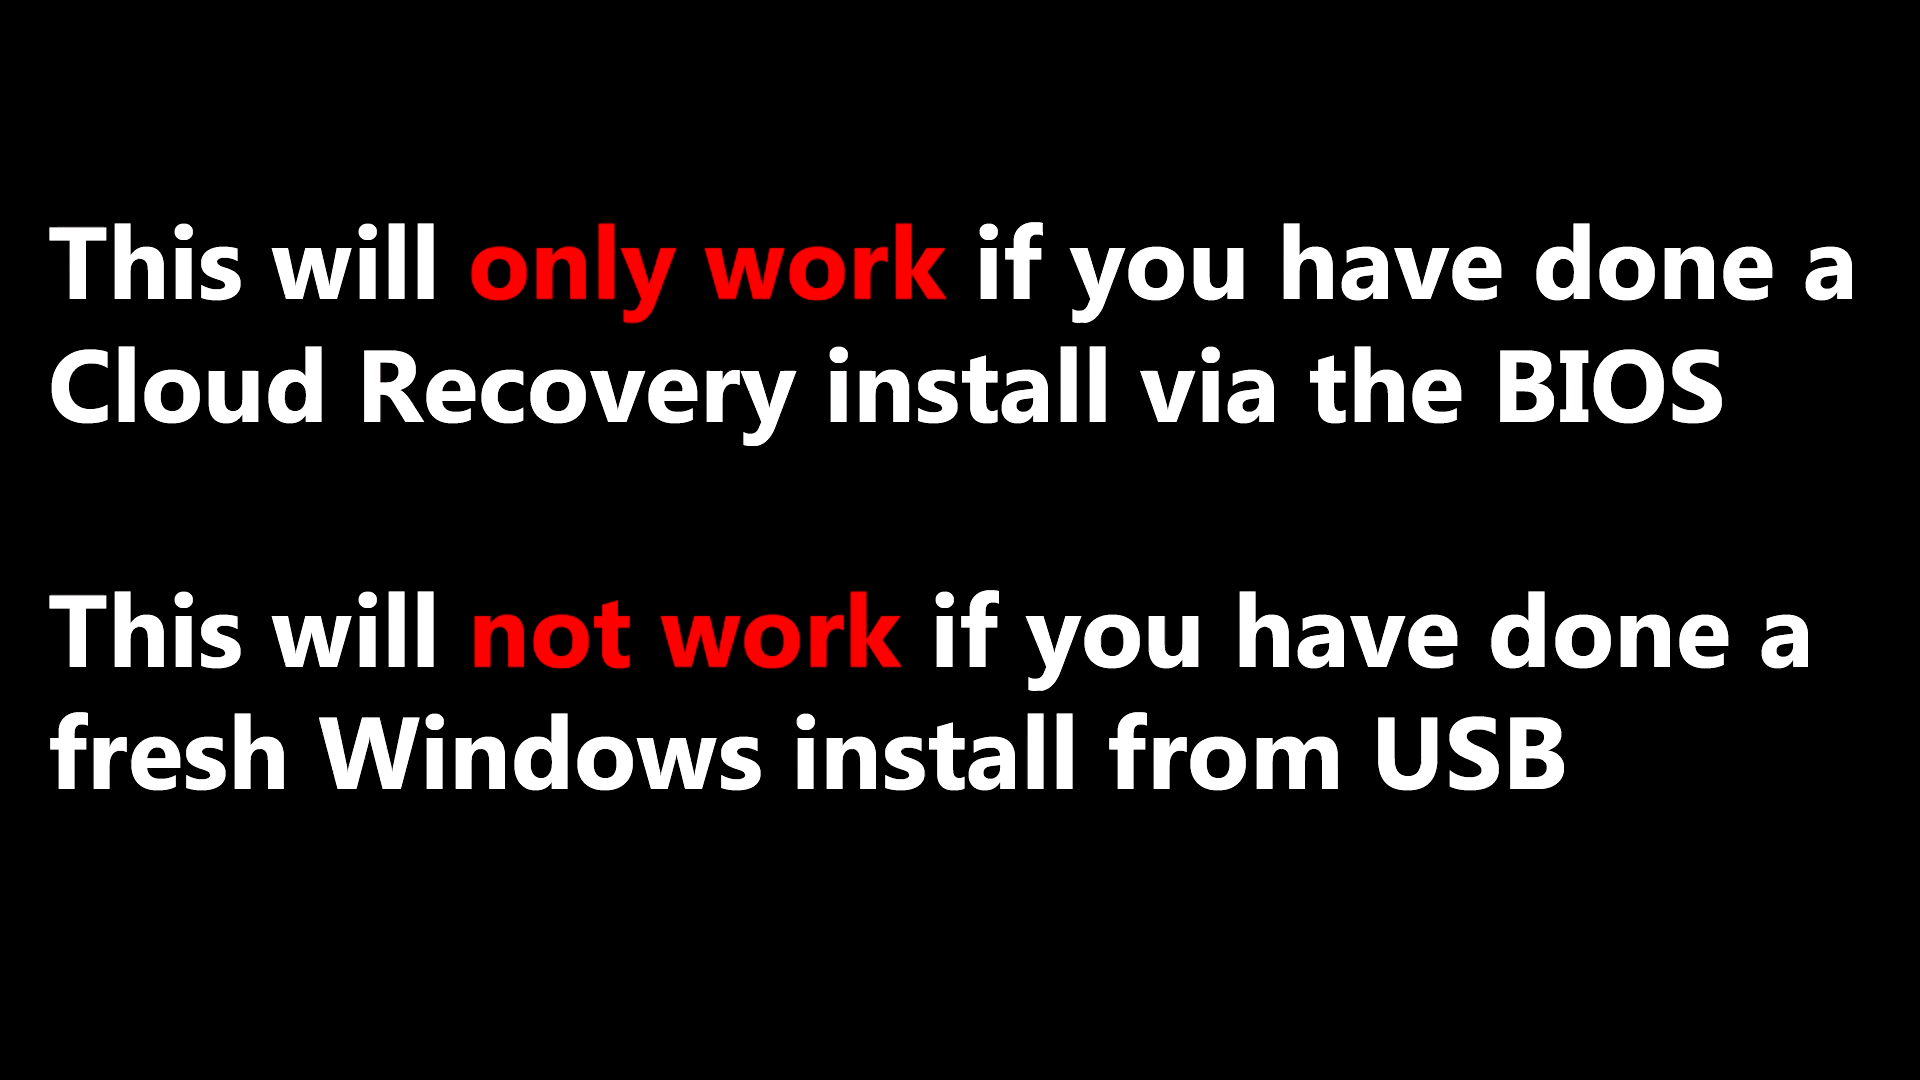 This will only work if you have done a
Cloud Recovery install via the BIOS
This will not work if you have done a
fresh Windows install from USB